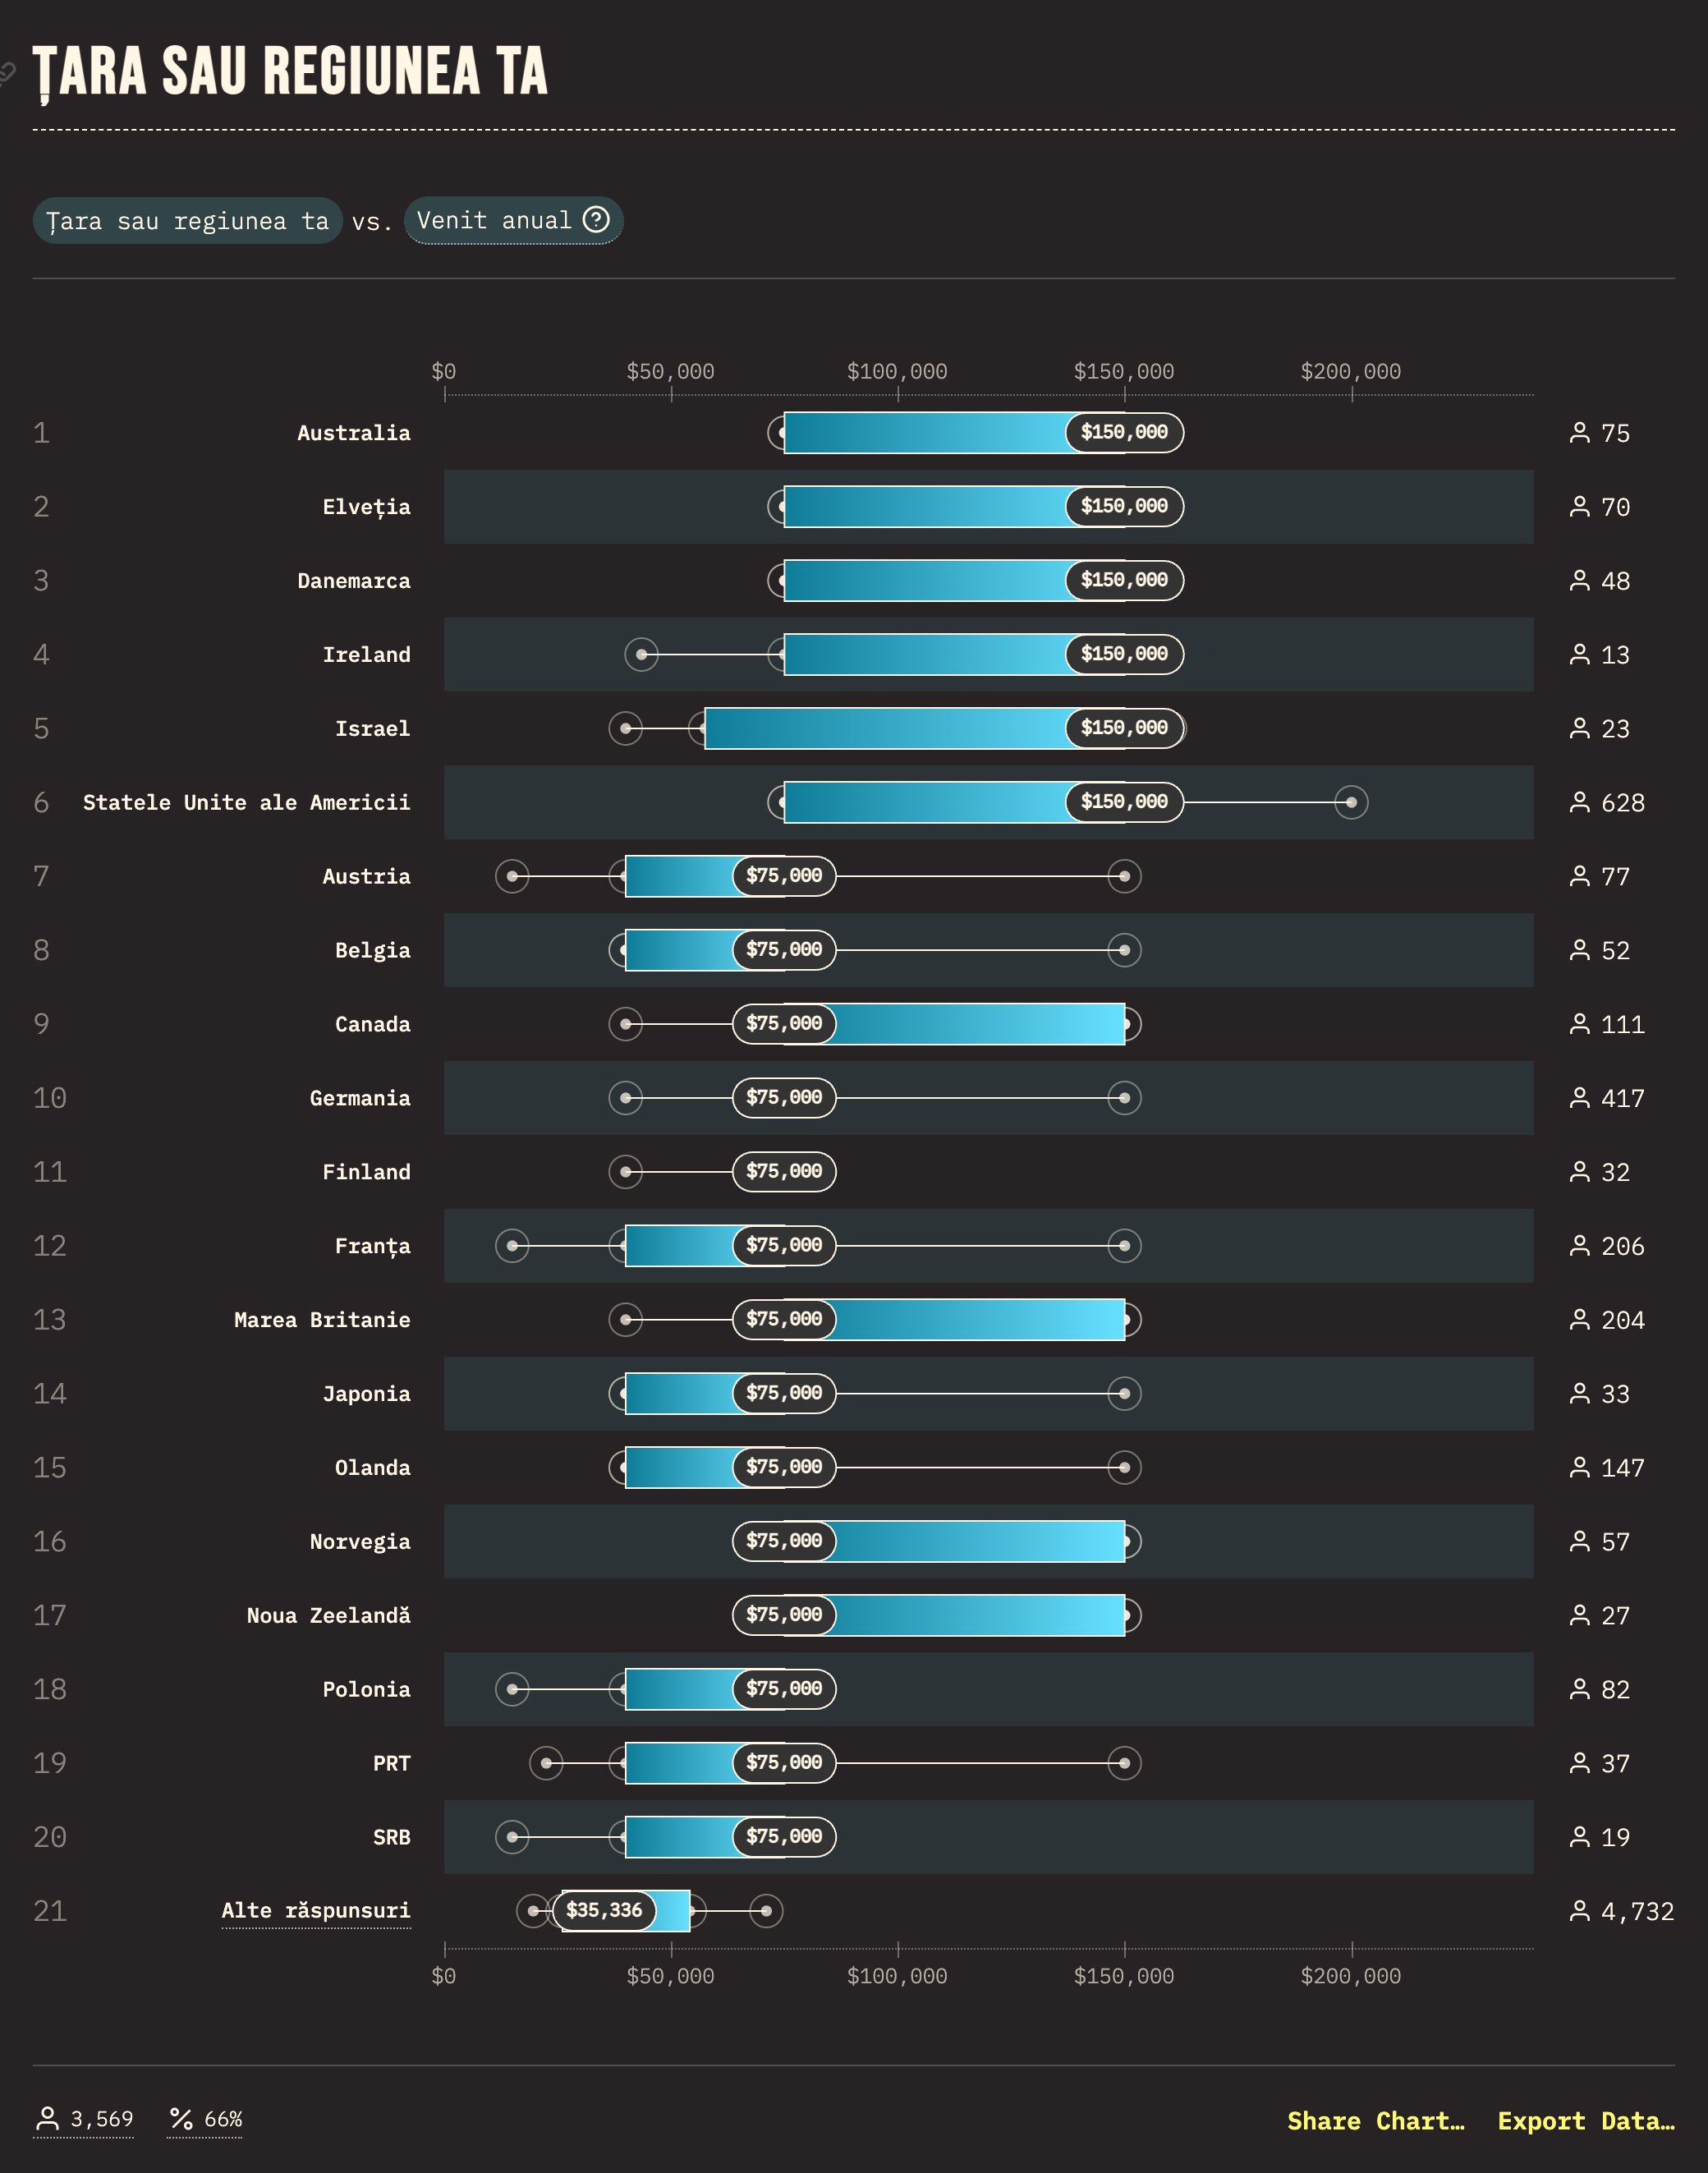 ȚARA SAU REGIUNEA TA
Țara sau regiunea ta vs. Venit anual ?
$0 $50,000 $100,000 $150,000 $200,000
1 Australia $150,000 75
2 Elveția $150,000 70
3 Danemarca $150,000 48
4 Ireland $150,000 13
5 Israel $150,000 23
6 Statele Unite ale Americii $150,000 628
7 Austria $75,000 77
8 Belgia $75,000 52
9 Canada $75,000 111
10 Germania $75,000 417
11 Finland $75,000 32
12 Franța $75,000 206
13 Marea Britanie $75,000 204
14 Japonia $75,000 33
15 Olanda $75,000 147
16 Norvegia $75,000 57
17 Noua Zeelandă $75,000 27
18 Polonia $75,000 82
19 PRT $75,000 37
20 SRB $75,000 19
21 Alte răspunsuri $35,336 4,732
$0 $50,000 $100,000 $150,000 $200,000
3,569 % 66% Share Chart… Export Data…